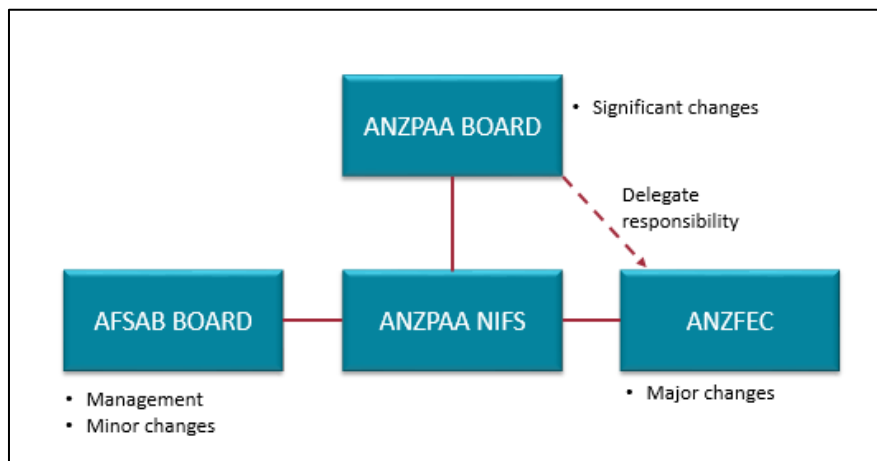 ANZPAA BOARD
• Significant changes
Delegate
responsibility
AFSAB BOARD
ANZPAA NIFS
ANZFEC
• Management
• Minor changes
• Major changes